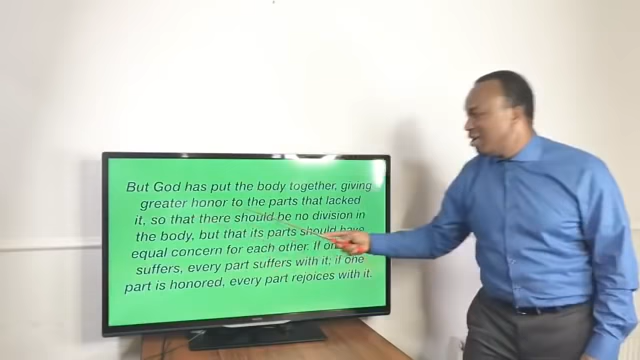 But God has put the body together, giving
greater honor to the parts that lacked
it, so that there should be no division in
the body, but that its parts should have
equal concern for each other. If one
suffers, every part suffers with it; if one
part is honored, every part rejoices with it.